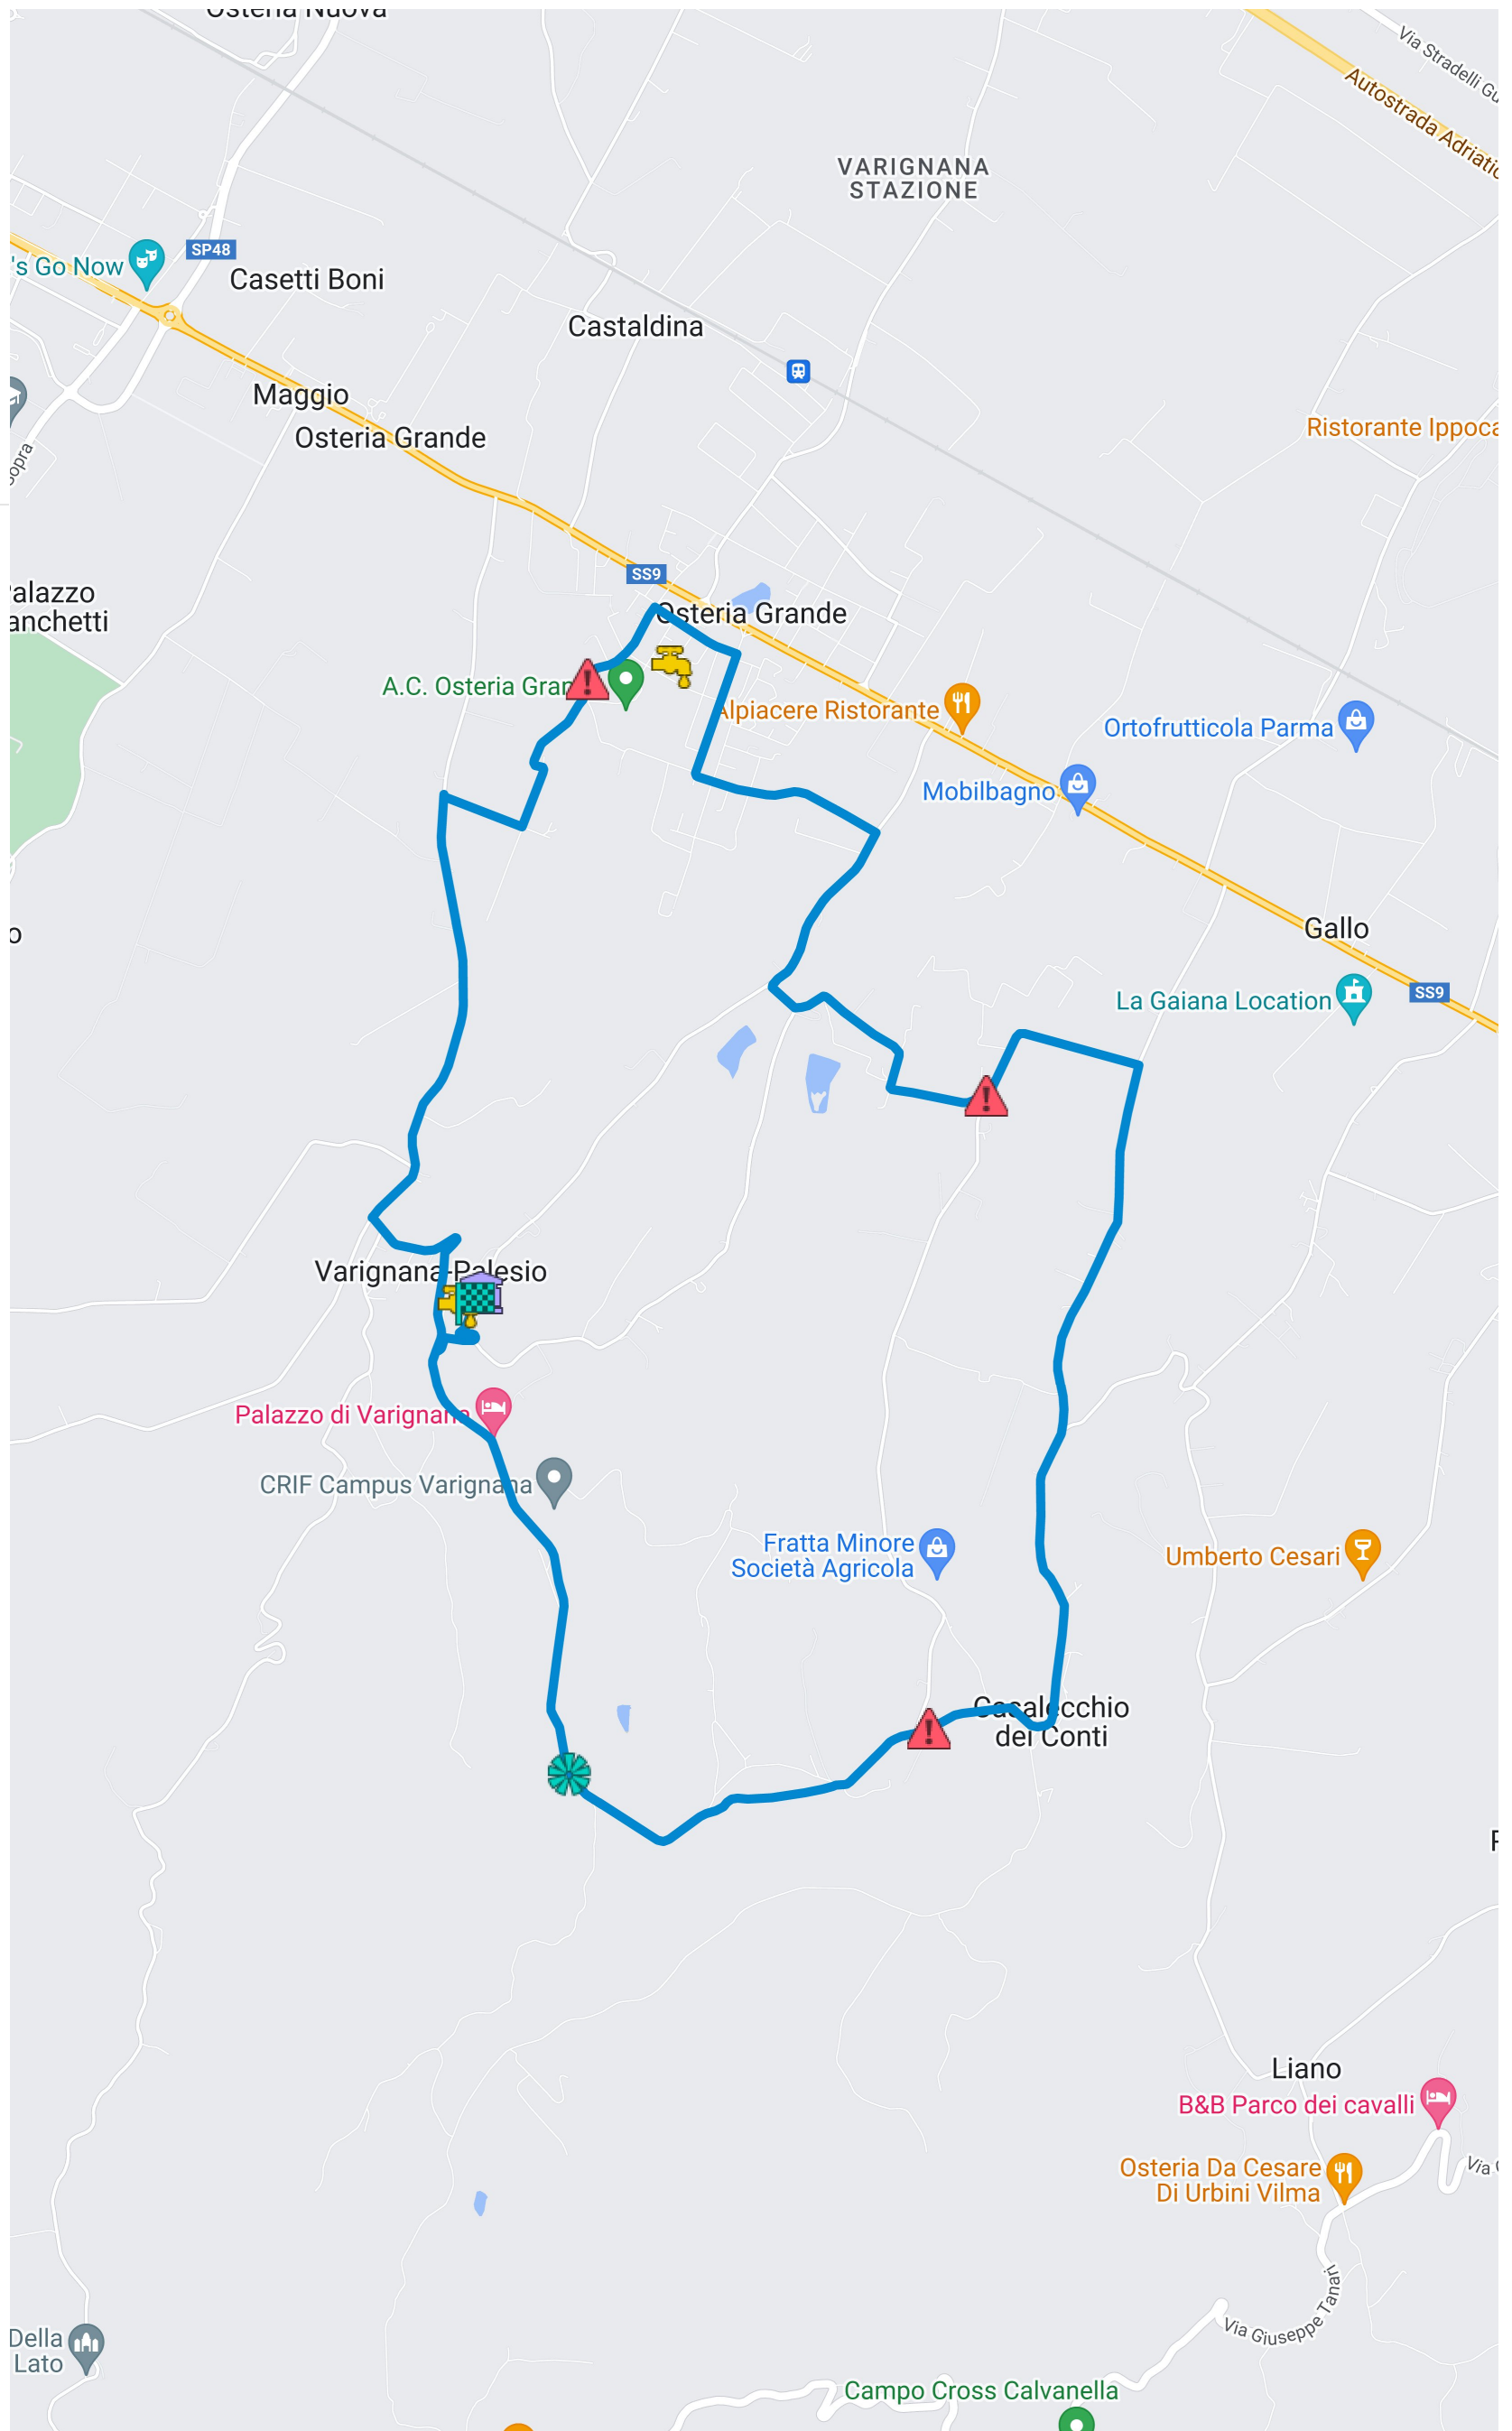 Osteria Nuova
Via Stradelli Gu
Autostrada Adriatic
VARIGNANA
STAZIONE
SP48
's Go Now
Casetti Boni
Castaldina
Maggio
Osteria Grande
Ristorante Ippoca
opra
SS9
Palazzo
anchetti
Osteria Grande
A.C. Osteria Gran
Alpiacere Ristorante
Ortofrutticola Parma
Mobilbagno
Gallo
o
SS9
La Gaiana Location
Varignana-Palesio
Palazzo di Varignana
CRIF Campus Varignana
Fratta Minore
Società Agricola
Umberto Cesari
Casalecchio
dei Conti
Liano
B&B Parco dei cavalli
Osteria Da Cesare
Di Urbini Vilma
Via G
Via Giuseppe Tanari
Della
Lato
Campo Cross Calvanella